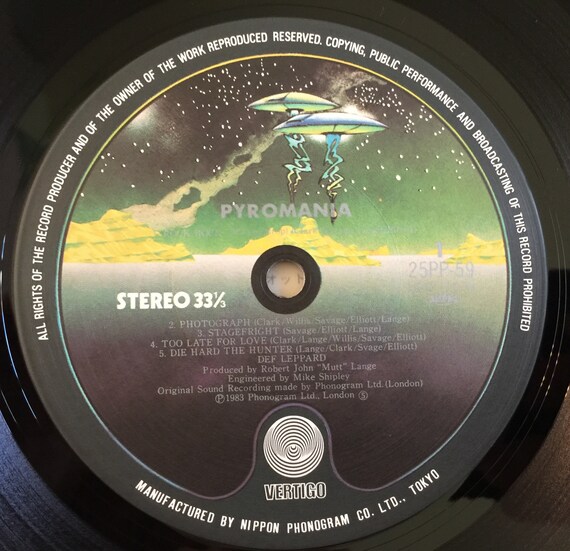 ALL RIGHTS OF THE RECORD PRODUCER AND OF THE OWNER OF THE WORK REPRODUCED RESERVED. COPYING, PUBLIC PERFORMANCE AND BROADCASTING OF THIS RECORD PROHIBITED
PYROMANIA
1
25PP-59
STEREO 33⅓
2. PHOTOGRAPH (Clark/Willis/Savage/Elliott/Lange)
3. STAGEFRIGHT (Savage/Elliott/Lange)
4. TOO LATE FOR LOVE (Clark/Lange/Willis/Savage/Elliott)
5. DIE HARD THE HUNTER (Lange/Clark/Svage/Elliott)
DEF LEPPARD
Produced by Robert John "Mutt" Lange
Engineered by Mike Shipley
Original Sound Recording made by Phonogram Ltd. (London)
Ⓟ1983 Phonogram Ltd., London Ⓢ
VERTIGO
MANUFACTURED BY NIPPON PHONOGRAM CO. LTD., TOKYO